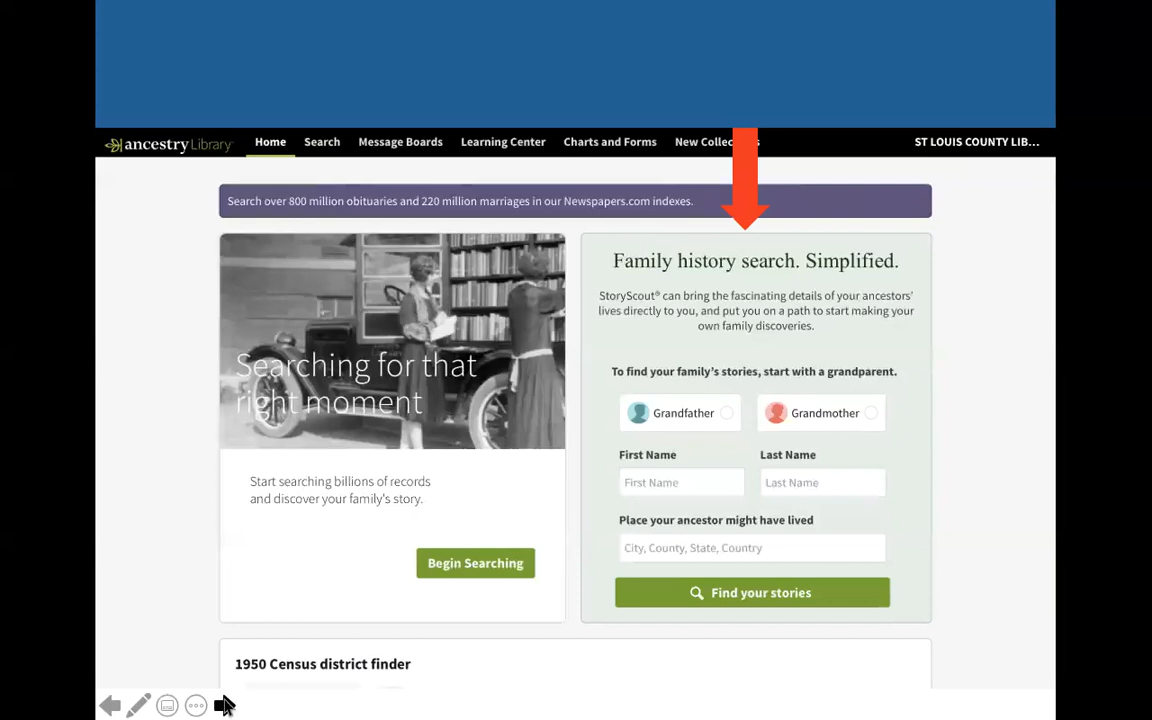 ancestryLibrary
Home Search Message Boards Learning Center Charts and Forms New Collec
ST LOUIS COUNTY LIB...
Search over 800 million obituaries and 220 million marriages in our Newspapers.com indexes.
Searching for that
right moment
Start searching billions of records
and discover your family's story.
Begin Searching
Family history search. Simplified.
StoryScout® can bring the fascinating details of your ancestors'
lives directly to you, and put you on a path to start making your
own family discoveries.
To find your family's stories, start with a grandparent.
Grandfather Grandmother
First Name Last Name
First Name Last Name
Place your ancestor might have lived
City, County, State, Country
Find your stories
1950 Census district finder